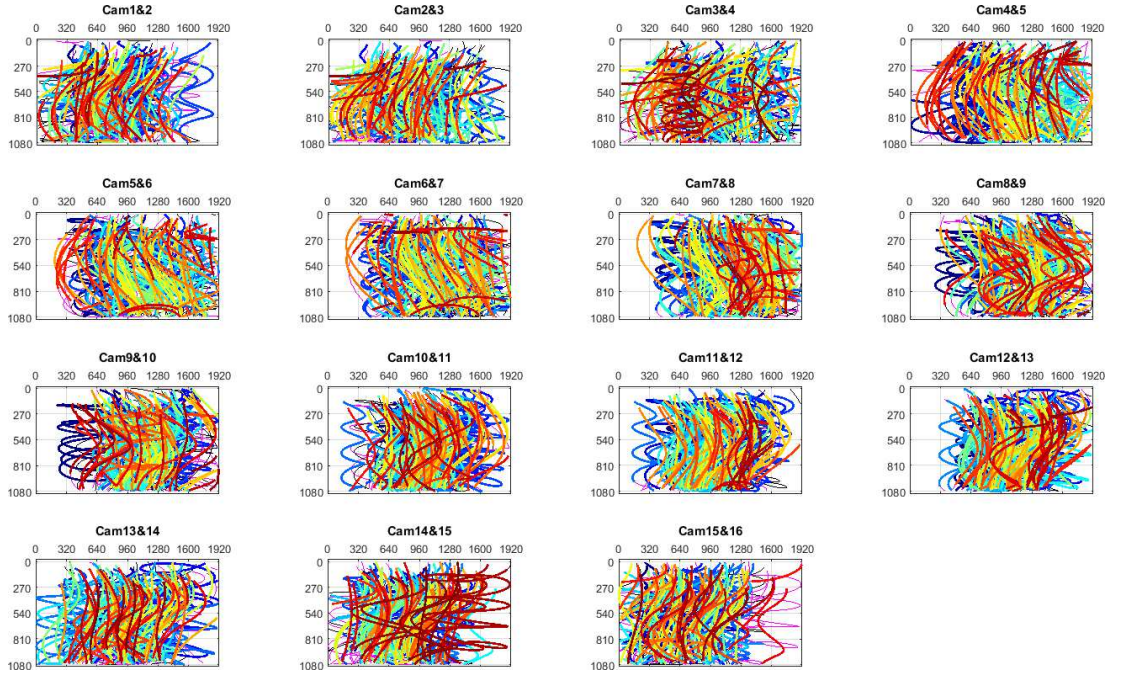 Cam1&2 Cam2&3 Cam3&4 Cam4&5
0 320 640 960 1280 1600 1920 0 320 640 960 1280 1600 1920 0 320 640 960 1280 1600 1920 0 320 640 960 1280 1600 1920
0 0 0 0
270 270 270 270
540 540 540 540
810 810 810 810
1080 1080 1080 1080
Cam5&6 Cam6&7 Cam7&8 Cam8&9
0 320 640 960 1280 1600 1920 0 320 640 960 1280 1600 1920 0 320 640 960 1280 1600 1920 0 320 640 960 1280 1600 1920
0 0 0 0
270 270 270 270
540 540 540 540
810 810 810 810
1080 1080 1080 1080
Cam9&10 Cam10&11 Cam11&12 Cam12&13
0 320 640 960 1280 1600 1920 0 320 640 960 1280 1600 1920 0 320 640 960 1280 1600 1920 0 320 640 960 1280 1600 1920
0 0 0 0
270 270 270 270
540 540 540 540
810 810 810 810
1080 1080 1080 1080
Cam13&14 Cam14&15 Cam15&16
0 320 640 960 1280 1600 1920 0 320 640 960 1280 1600 1920 0 320 640 960 1280 1600 1920
0 0 0
270 270 270
540 540 540
810 810 810
1080 1080 1080